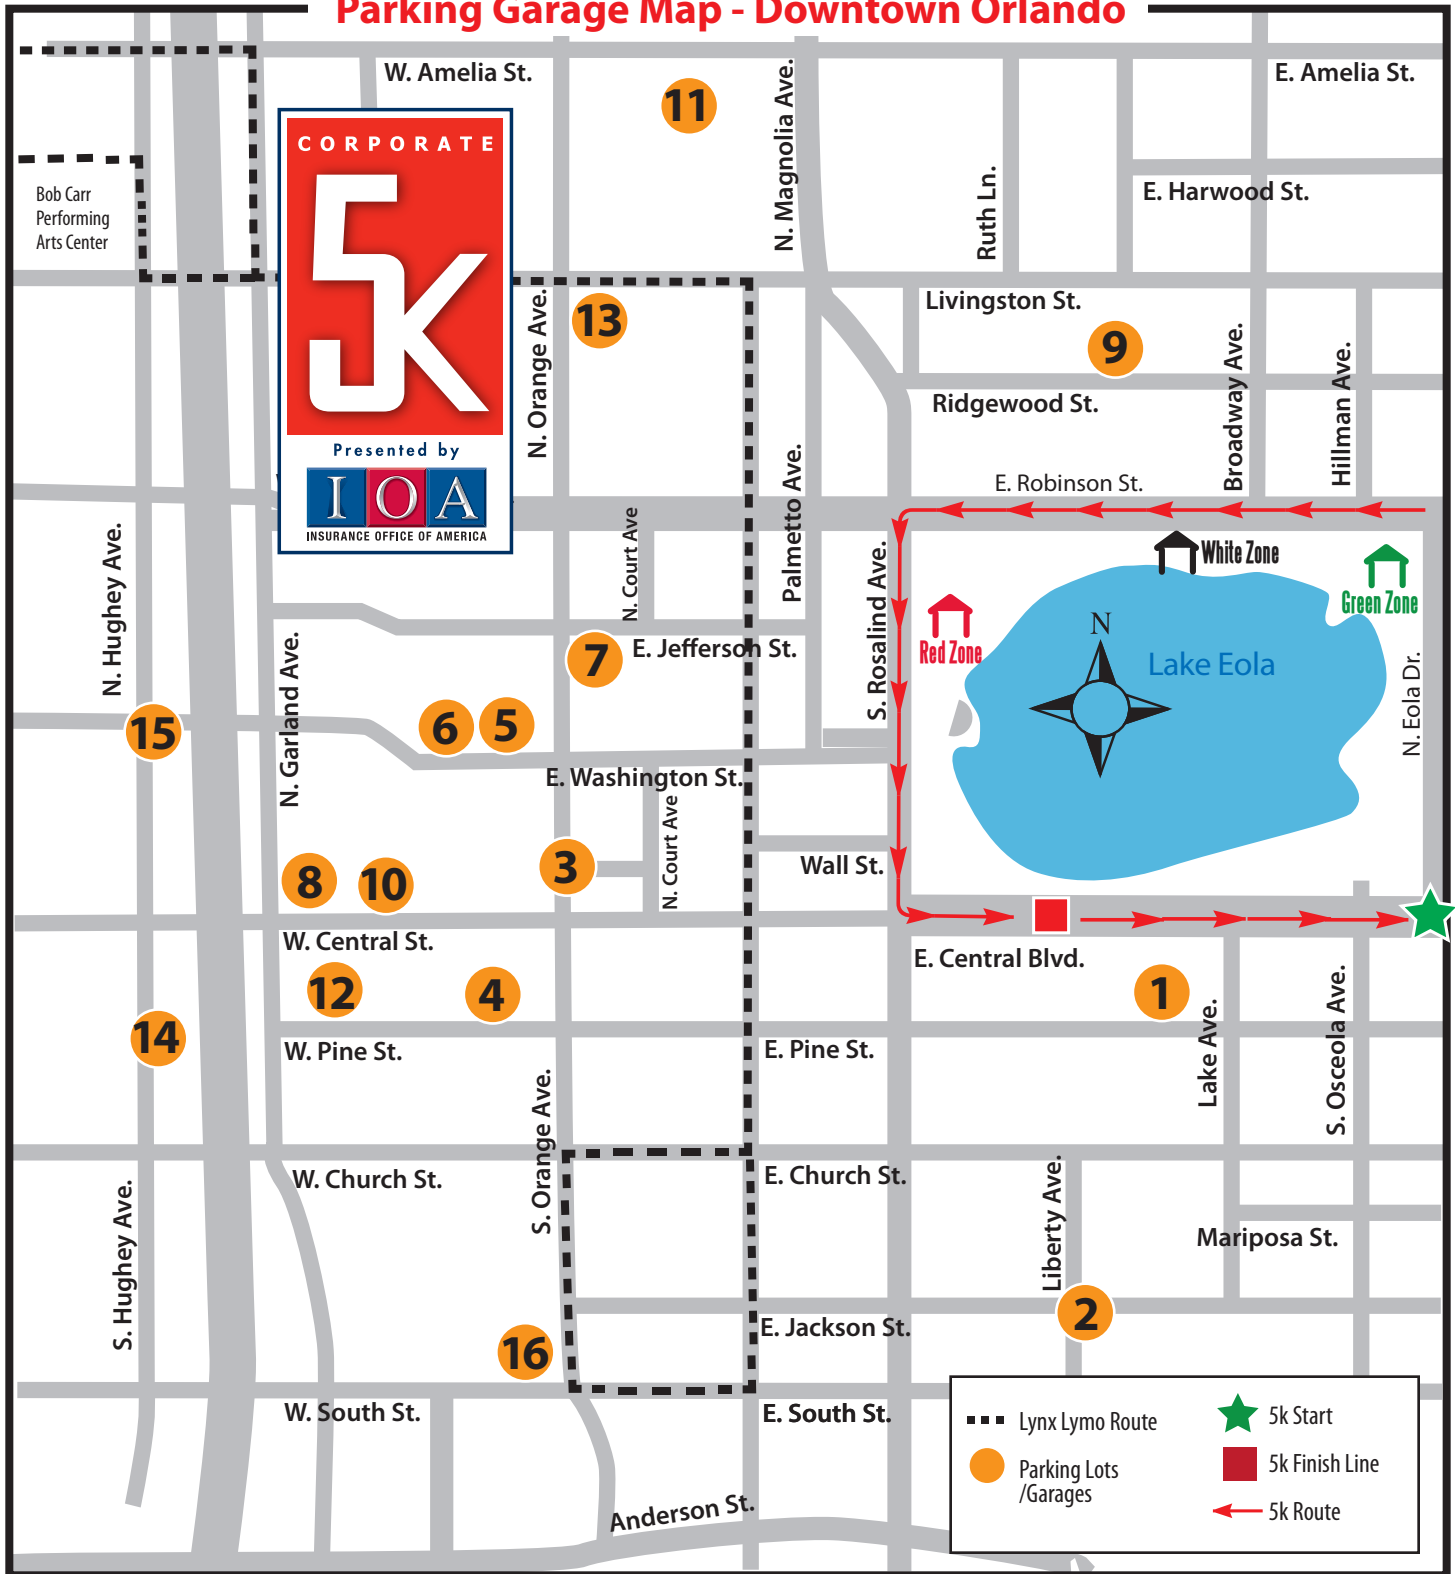 Parking Garage Map - Downtown Orlando
W. Amelia St.
E. Amelia St.
11
N. Magnolia Ave.
Ruth Ln.
E. Harwood St.
Bob Carr
Performing
Arts Center
CORPORATE
5K
Presented by
IOA
INSURANCE OFFICE OF AMERICA
N. Orange Ave.
13
Livingston St.
9
Ridgewood St.
Broadway Ave.
Hillman Ave.
E. Robinson St.
Palmetto Ave.
N. Court Ave
S. Rosalind Ave.
White Zone
Green Zone
Red Zone
N
Lake Eola
N. Eola Dr.
N. Hughey Ave.
N. Garland Ave.
E. Jefferson St.
7
15
6
5
E. Washington St.
N. Court Ave
3
Wall St.
8
10
W. Central St.
E. Central Blvd.
12
4
1
14
W. Pine St.
E. Pine St.
Lake Ave.
S. Osceola Ave.
S. Orange Ave.
W. Church St.
E. Church St.
S. Hughey Ave.
Liberty Ave.
Mariposa St.
2
E. Jackson St.
16
W. South St.
E. South St.
Anderson St.
Lynx Lymo Route
Parking Lots
/Garages
5k Start
5k Finish Line
5k Route